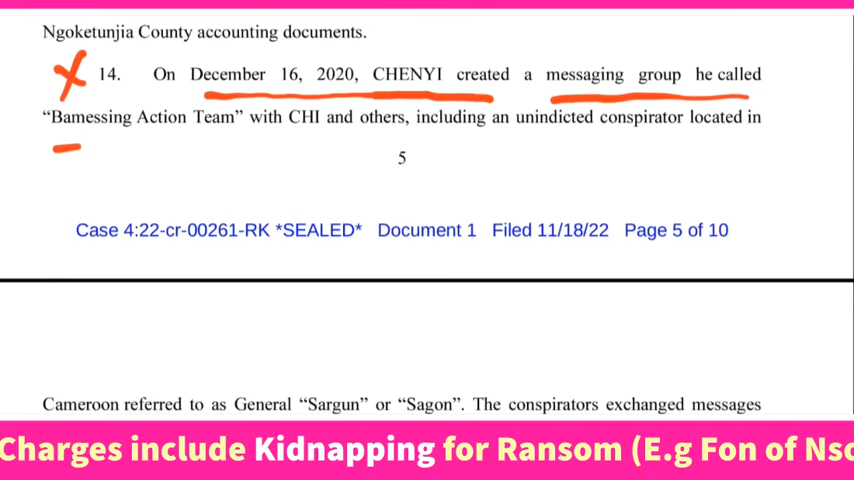 Ngoketunjia County accounting documents.
14. On December 16, 2020, CHENYI created a messaging group he called
“Bamessing Action Team” with CHI and others, including an unindicted conspirator located in
5
Case 4:22-cr-00261-RK *SEALED* Document 1 Filed 11/18/22 Page 5 of 10
Cameroon referred to as General “Sargun” or “Sagon”. The conspirators exchanged messages
Charges include Kidnapping for Ransom (E.g Fon of